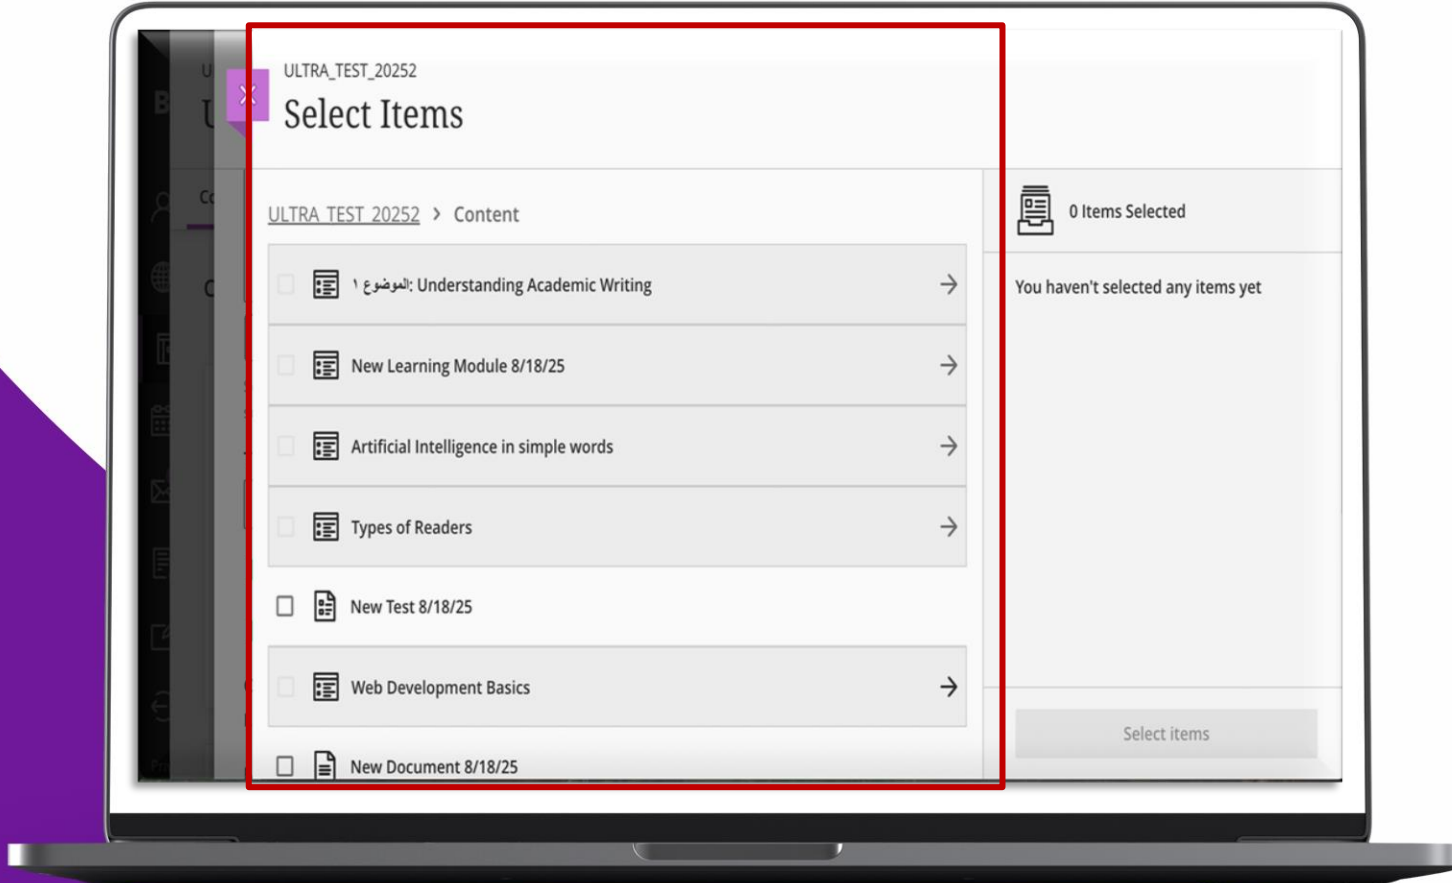 ULTRA_TEST_20252
Select Items
ULTRA_TEST_20252 > Content
الموضوع ١: Understanding Academic Writing
New Learning Module 8/18/25
Artificial Intelligence in simple words
Types of Readers
New Test 8/18/25
Web Development Basics
New Document 8/18/25
0 Items Selected
You haven't selected any items yet
Select items